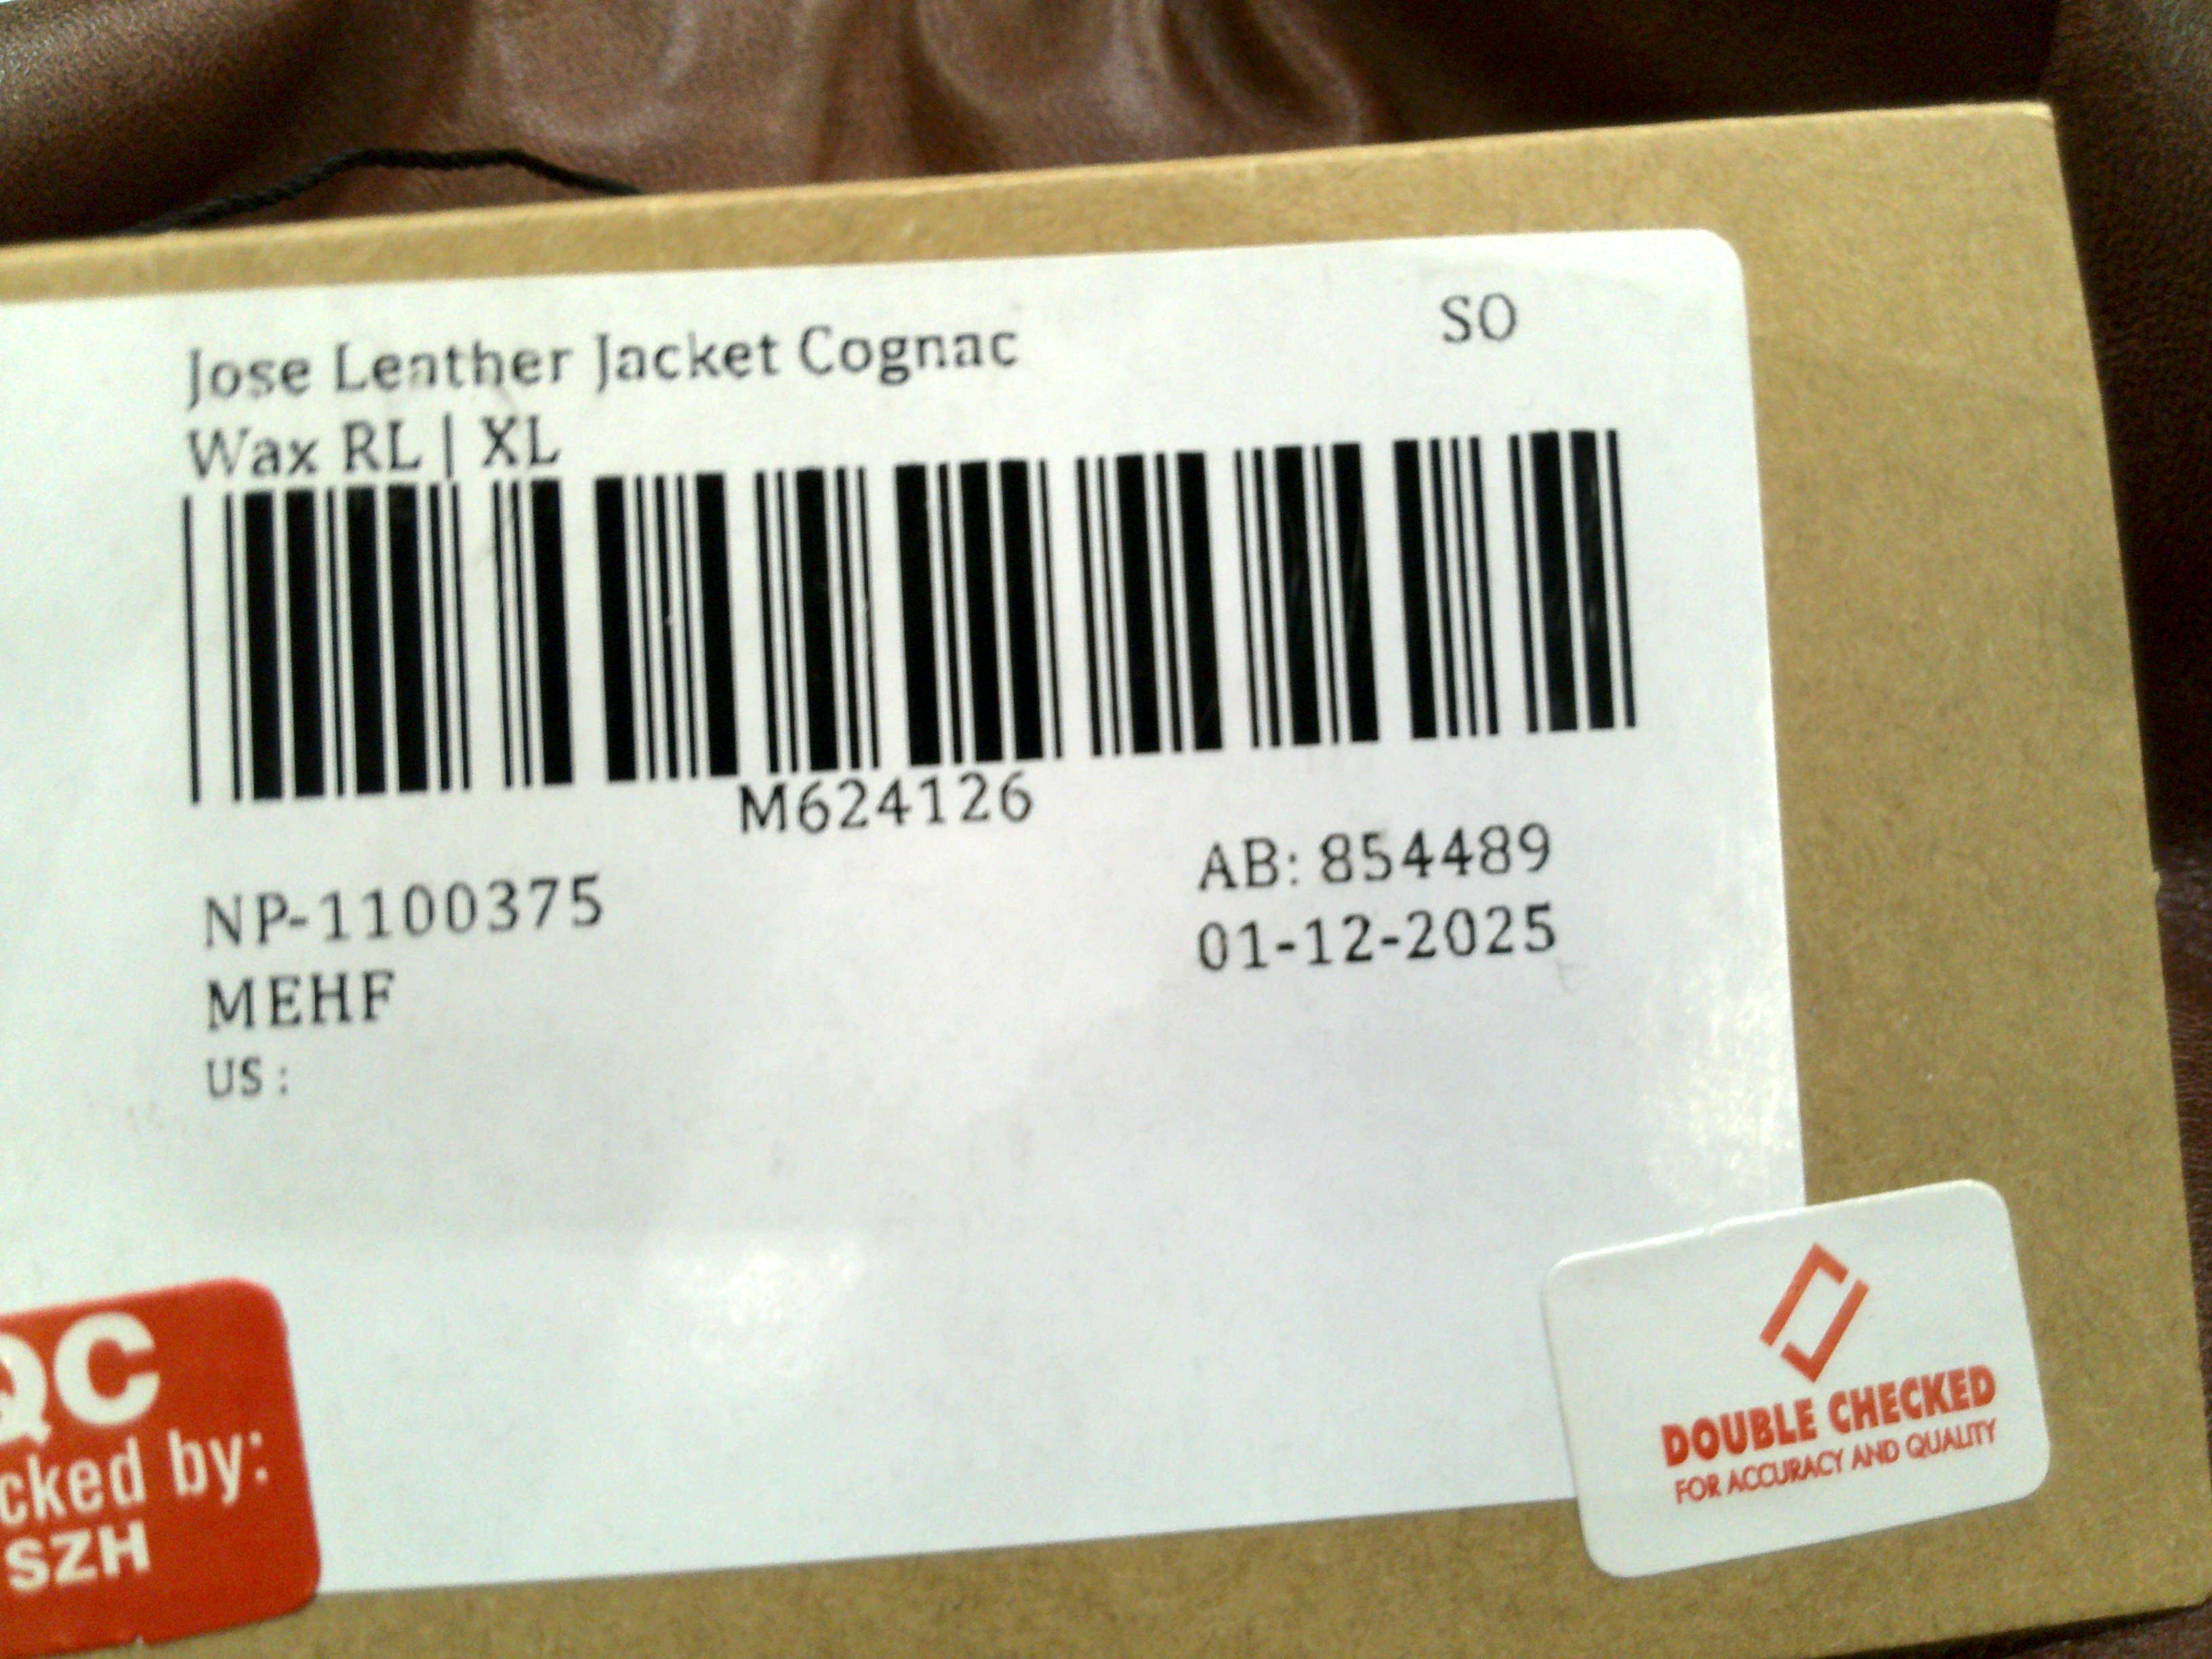 Jose Leather Jacket Cognac
SO
Wax RL | XL
M624126
NP-1100375
AB: 854489
MEHF
01-12-2025
US :
QC
cked by:
SZH
DOUBLE CHECKED
FOR ACCURACY AND QUALITY